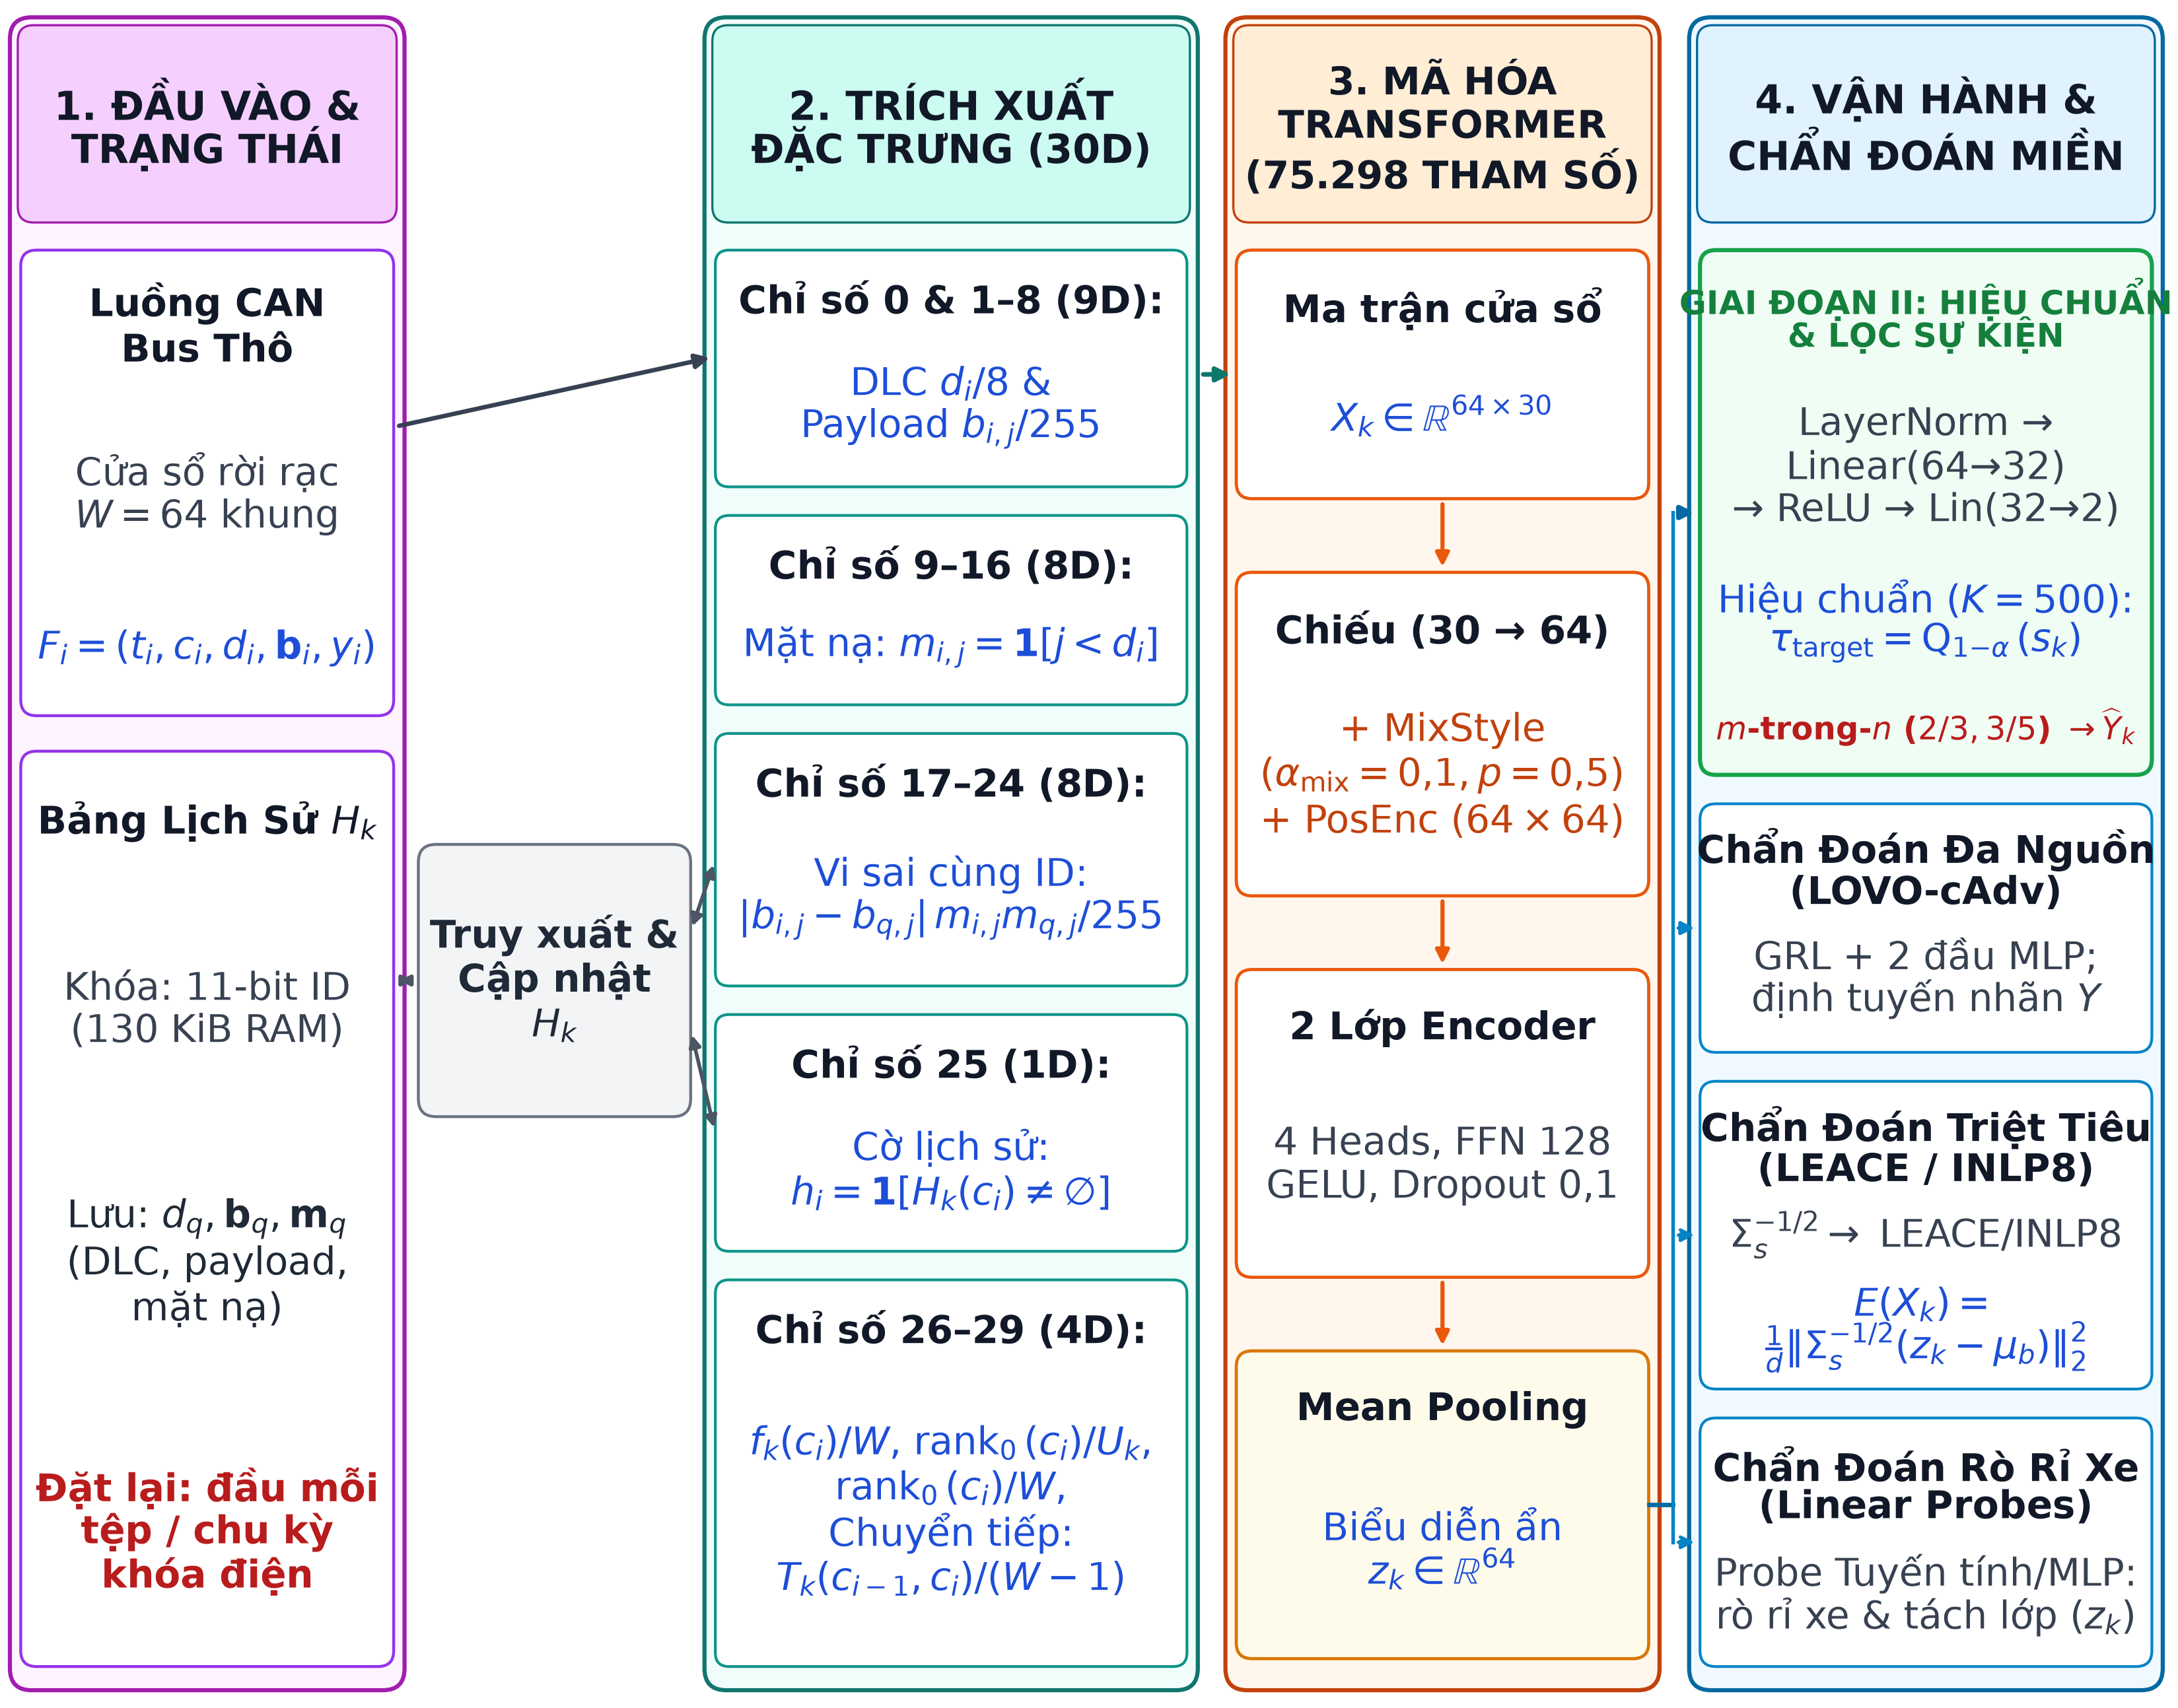 1. ĐẦU VÀO &
TRẠNG THÁI
Luồng CAN
Bus Thô
Cửa sổ rời rạc
W = 64 khung
F_i = (t_i, c_i, d_i, b_i, y_i)
Bảng Lịch Sử H_k
Khóa: 11-bit ID
(130 KiB RAM)
Lưu: d_q, b_q, m_q
(DLC, payload,
mặt nạ)
Đặt lại: đầu mỗi
tệp / chu kỳ
khóa điện
Truy xuất &
Cập nhật
H_k
2. TRÍCH XUẤT
ĐẶC TRƯNG (30D)
Chỉ số 0 & 1–8 (9D):
DLC d_i/8 &
Payload b_{i,j}/255
Chỉ số 9–16 (8D):
Mặt nạ: m_{i,j} = 1[j < d_i]
Chỉ số 17–24 (8D):
Vi sai cùng ID:
|b_{i,j} − b_{q,j}| m_{i,j}m_{q,j}/255
Chỉ số 25 (1D):
Cờ lịch sử:
h_i = 1[H_k(c_i) ≠ ∅]
Chỉ số 26–29 (4D):
f_k(c_i)/W, rank_0 (c_i)/U_k,
rank_0 (c_i)/W,
Chuyển tiếp:
T_k(c_{i−1}, c_i)/(W − 1)
3. MÃ HÓA
TRANSFORMER
(75.298 THAM SỐ)
Ma trận cửa sổ
X_k ∈ ℝ^{64 × 30}
Chiếu (30 → 64)
+ MixStyle
(α_mix = 0,1, p = 0,5)
+ PosEnc (64 × 64)
2 Lớp Encoder
4 Heads, FFN 128
GELU, Dropout 0,1
Mean Pooling
Biểu diễn ẩn
z_k ∈ ℝ^{64}
4. VẬN HÀNH &
CHẨN ĐOÁN MIỀN
GIAI ĐOẠN II: HIỆU CHUẨN
& LỌC SỰ KIỆN
LayerNorm →
Linear(64→32)
→ ReLU → Lin(32→2)
Hiệu chuẩn (K = 500):
τ_target = Q_{1−α} (s_k)
m-trong-n (2/3, 3/5) → Ŷ_k
Chẩn Đoán Đa Nguồn
(LOVO-cAdv)
GRL + 2 đầu MLP;
định tuyến nhãn Y
Chẩn Đoán Triệt Tiêu
(LEACE / INLP8)
Σ_s^{−1/2} → LEACE/INLP8
E(X_k) =
1/d ‖Σ_s^{−1/2}(z_k − μ_b)‖_2^2
Chẩn Đoán Rò Rỉ Xe
(Linear Probes)
Probe Tuyến tính/MLP:
rò rỉ xe & tách lớp (z_k)